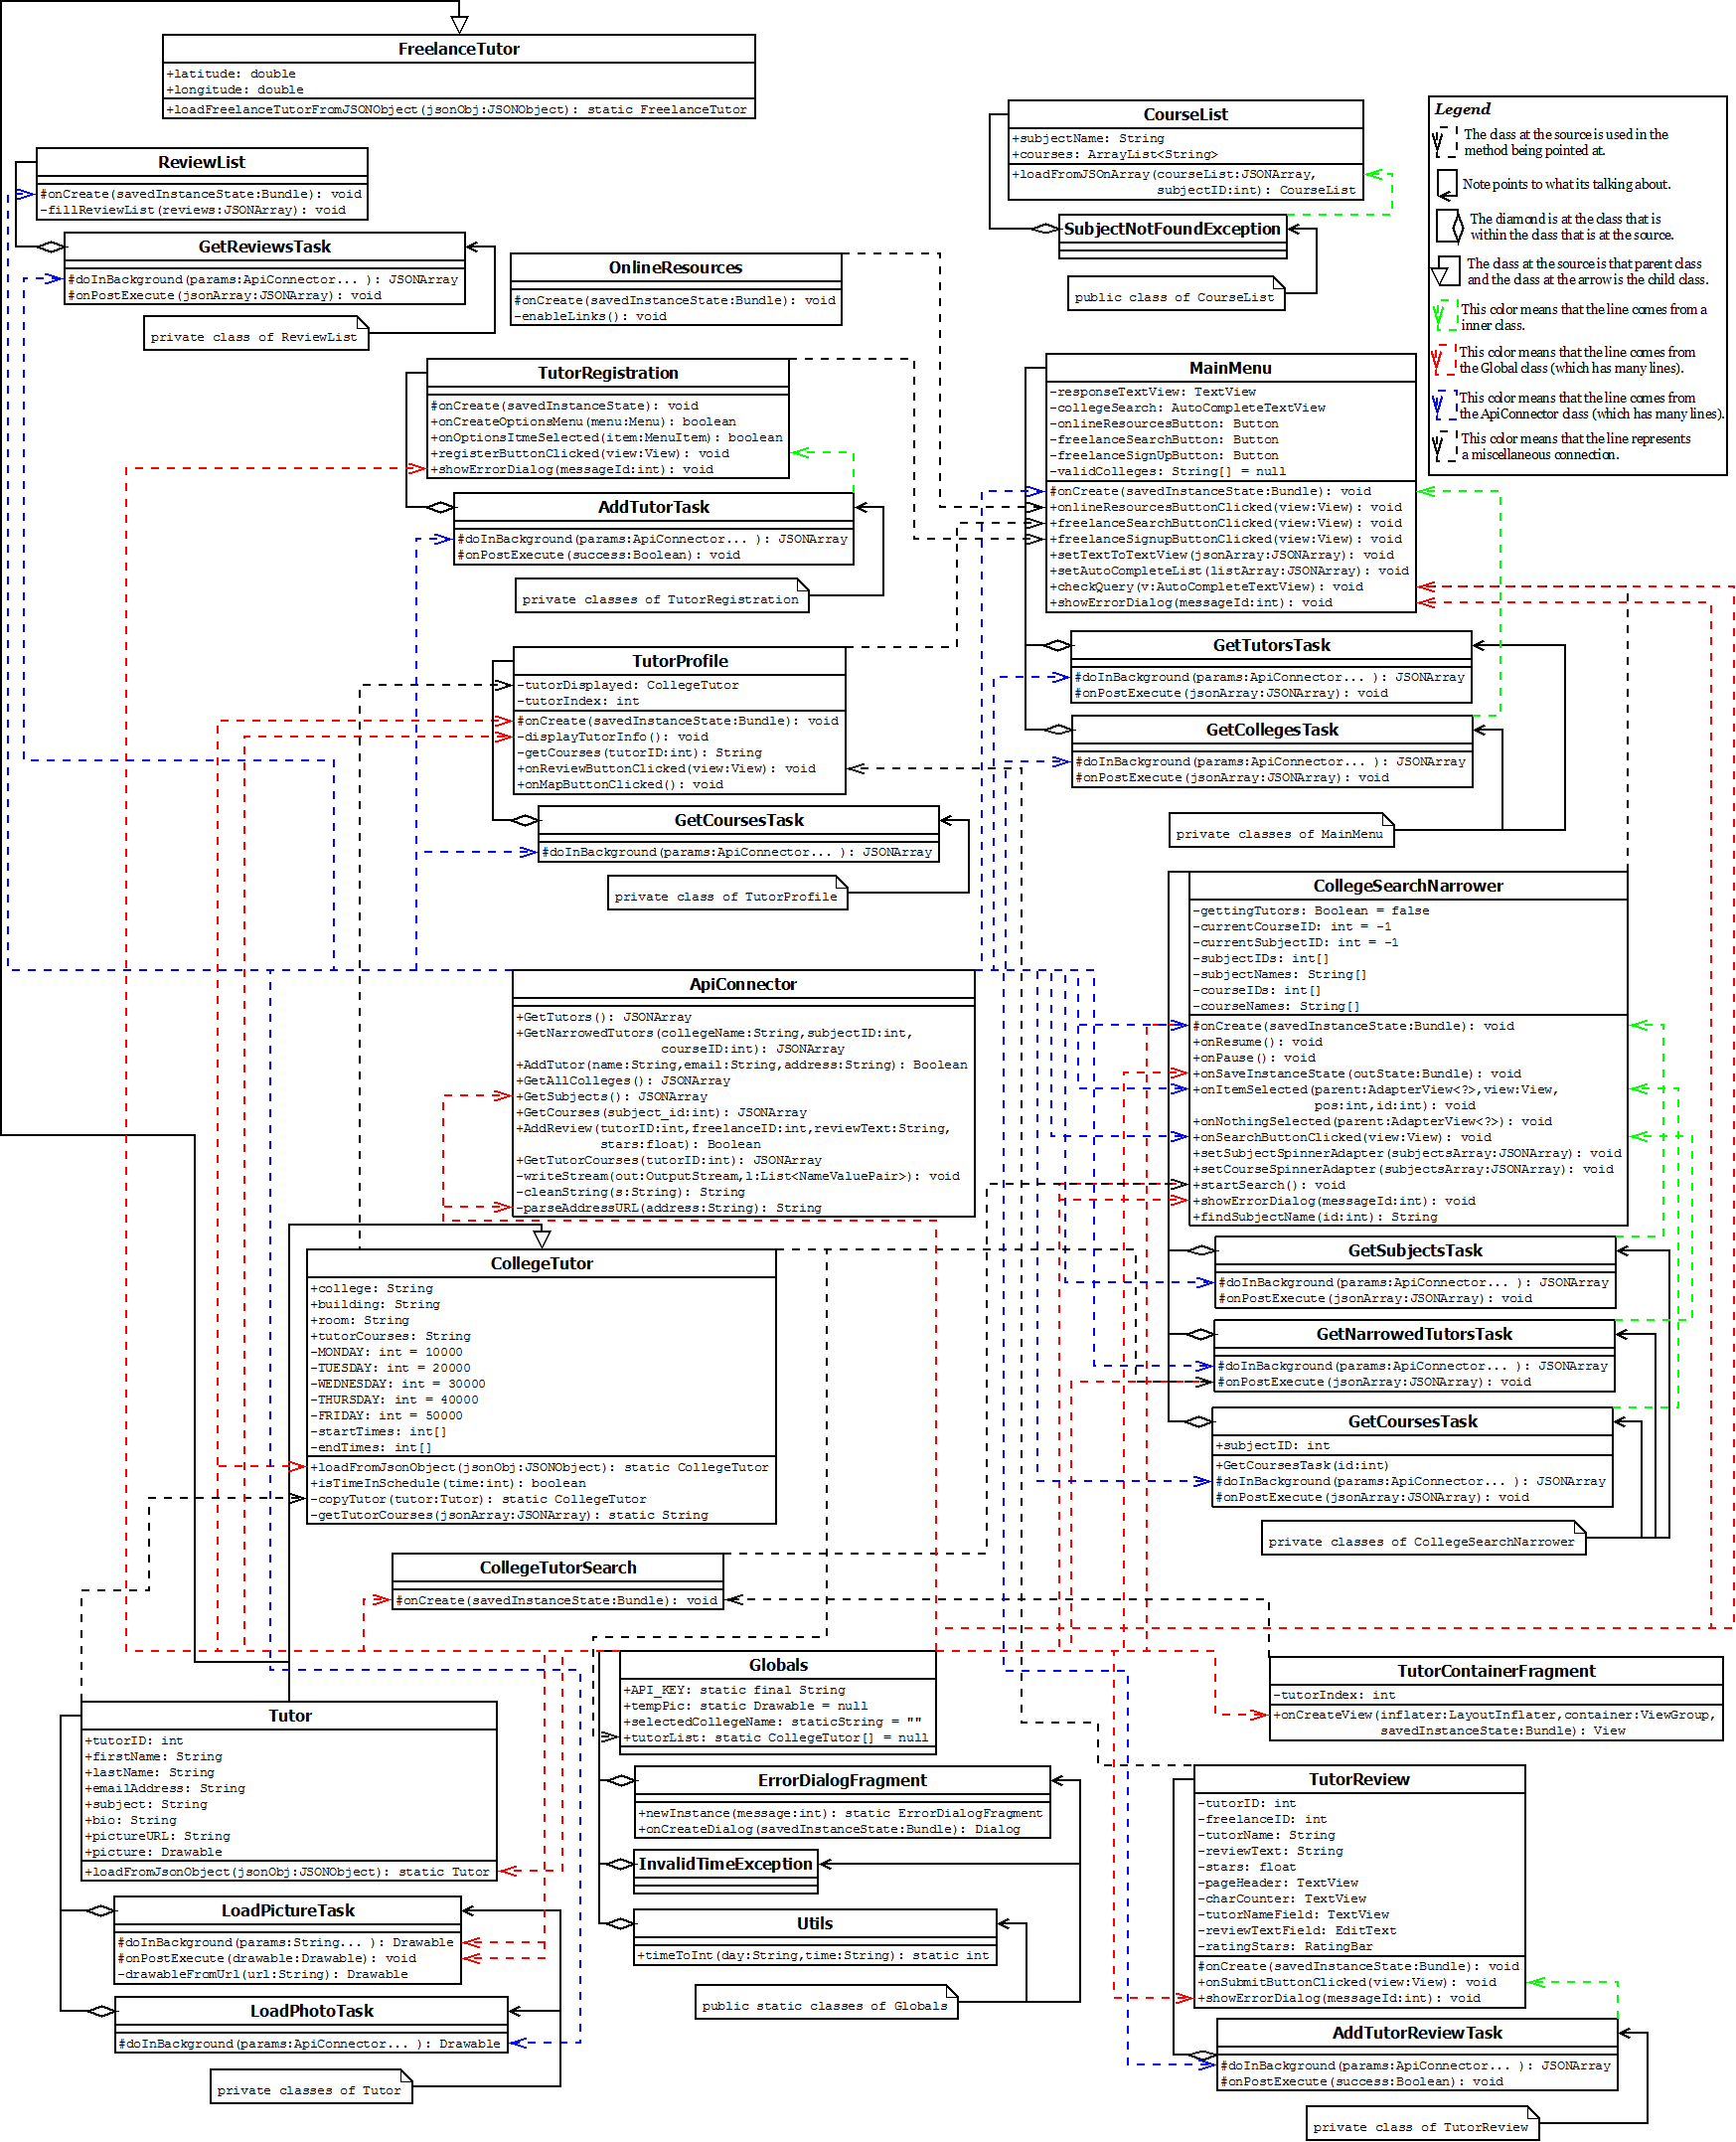 FreelanceTutor
+latitude: double
+longitude: double
+loadFreelanceTutorFromJSONObject(jsonObj:JSONObject): static FreelanceTutor
ReviewList
#onCreate(savedInstanceState:Bundle): void
-fillReviewList(reviews:JSONArray): void
GetReviewsTask
#doInBackground(params:ApiConnector... ): JSONArray
#onPostExecute(jsonArray:JSONArray): void
private class of ReviewList
OnlineResources
#onCreate(savedInstanceState:Bundle): void
-enableLinks(): void
CourseList
+subjectName: String
+courses: ArrayList<String>
+loadFromJSOnArray(courseList:JSONArray,
subjectID:int): CourseList
SubjectNotFoundException
public class of CourseList
Legend
The class at the source is used in the
method being pointed at.
Note points to what its talking about.
The diamond is at the class that is
within the class that is at the source.
The class at the source is that parent class
and the class at the arrow is the child class.
This color means that the line comes from a
inner class.
This color means that the line comes from
the Global class (which has many lines).
This color means that the line comes from
the ApiConnector class (which has many lines).
This color means that the line represents
a miscellaneous connection.
TutorRegistration
#onCreate(savedInstanceState): void
+onCreateOptionsMenu(menu:Menu): boolean
+onOptionsItmeSelected(item:MenuItem): boolean
+registerButtonClicked(view:View): void
+showErrorDialog(messageId:int): void
AddTutorTask
#doInBackground(params:ApiConnector... ): JSONArray
#onPostExecute(success:Boolean): void
private classes of TutorRegistration
MainMenu
-responseTextView: TextView
-collegeSearch: AutoCompleteTextView
-onlineResourcesButton: Button
-freelanceSearchButton: Button
-freelanceSignUpButton: Button
-validColleges: String[] = null
#onCreate(savedInstanceState:Bundle): void
+onlineResourcesButtonClicked(view:View): void
+freelanceSearchButtonClicked(view:View): void
+freelanceSignupButtonClicked(view:View): void
+setTextToTextView(jsonArray:JSONArray): void
+setAutoCompleteList(listArray:JSONArray): void
+checkQuery(v:AutoCompleteTextView): void
+showErrorDialog(messageId:int): void
GetTutorsTask
#doInBackground(params:ApiConnector... ): JSONArray
#onPostExecute(jsonArray:JSONArray): void
GetCollegesTask
#doInBackground(params:ApiConnector... ): JSONArray
#onPostExecute(jsonArray:JSONArray): void
private classes of MainMenu
TutorProfile
-tutorDisplayed: CollegeTutor
-tutorIndex: int
#onCreate(savedInstanceState:Bundle): void
-displayTutorInfo(): void
-getCourses(tutorID:int): String
+onReviewButtonClicked(view:View): void
+onMapButtonClicked(): void
GetCoursesTask
#doInBackground(params:ApiConnector... ): JSONArray
private class of TutorProfile
CollegeSearchNarrower
-gettingTutors: Boolean = false
-currentCourseID: int = -1
-currentSubjectID: int = -1
-subjectIDs: int[]
-subjectNames: String[]
-courseIDs: int[]
-courseNames: String[]
#onCreate(savedInstanceState:Bundle): void
+onResume(): void
+onPause(): void
+onSaveInstanceState(outState:Bundle): void
+onItemSelected(parent:AdapterView<?>,view:View,
pos:int,id:int): void
+onNothingSelected(parent:AdapterView<?>): void
+onSearchButtonClicked(view:View): void
+setSubjectSpinnerAdapter(subjectsArray:JSONArray): void
+setCourseSpinnerAdapter(subjectsArray:JSONArray): void
+startSearch(): void
+showErrorDialog(messageId:int): void
+findSubjectName(id:int): String
GetSubjectsTask
#doInBackground(params:ApiConnector... ): JSONArray
#onPostExecute(jsonArray:JSONArray): void
GetNarrowedTutorsTask
#doInBackground(params:ApiConnector... ): JSONArray
#onPostExecute(jsonArray:JSONArray): void
GetCoursesTask
+subjectID: int
+GetCoursesTask(id:int)
#doInBackground(params:ApiConnector... ): JSONArray
#onPostExecute(jsonArray:JSONArray): void
private classes of CollegeSearchNarrower
ApiConnector
+GetTutors(): JSONArray
+GetNarrowedTutors(collegeName:String,subjectID:int,
courseID:int): JSONArray
+AddTutor(name:String,email:String,address:String): Boolean
+GetAllColleges(): JSONArray
+GetSubjects(): JSONArray
+GetCourses(subject_id:int): JSONArray
+AddReview(tutorID:int,freelanceID:int,reviewText:String,
stars:float): Boolean
+GetTutorCourses(tutorID:int): JSONArray
-writeStream(out:OutputStream,l:List<NameValuePair>): void
-cleanString(s:String): String
-parseAddressURL(address:String): String
CollegeTutor
+college: String
+building: String
+room: String
+tutorCourses: String
-MONDAY: int = 10000
-TUESDAY: int = 20000
-WEDNESDAY: int = 30000
-THURSDAY: int = 40000
-FRIDAY: int = 50000
-startTimes: int[]
-endTimes: int[]
+loadFromJsonObject(jsonObj:JSONObject): static CollegeTutor
+isTimeInSchedule(time:int): boolean
-copyTutor(tutor:Tutor): static CollegeTutor
-getTutorCourses(jsonArray:JSONArray): static String
CollegeTutorSearch
#onCreate(savedInstanceState:Bundle): void
Globals
+API_KEY: static final String
+tempPic: static Drawable = null
+selectedCollegeName: staticString = ""
+tutorList: static CollegeTutor[] = null
ErrorDialogFragment
+newInstance(message:int): static ErrorDialogFragment
+onCreateDialog(savedInstanceState:Bundle): Dialog
InvalidTimeException
Utils
+timeToInt(day:String,time:String): static int
public static classes of Globals
TutorContainerFragment
-tutorIndex: int
+onCreateView(inflater:LayoutInflater,container:ViewGroup,
savedInstanceState:Bundle): View
Tutor
+tutorID: int
+firstName: String
+lastName: String
+emailAddress: String
+subject: String
+bio: String
+pictureURL: String
+picture: Drawable
+loadFromJsonObject(jsonObj:JSONObject): static Tutor
LoadPictureTask
#doInBackground(params:String... ): Drawable
#onPostExecute(drawable:Drawable): void
-drawableFromUrl(url:String): Drawable
LoadPhotoTask
#doInBackground(params:ApiConnector... ): Drawable
private classes of Tutor
TutorReview
-tutorID: int
-freelanceID: int
-tutorName: String
-reviewText: String
-stars: float
-pageHeader: TextView
-charCounter: TextView
-tutorNameField: TextView
-reviewTextField: EditText
-ratingStars: RatingBar
#onCreate(savedInstanceState:Bundle): void
+onSubmitButtonClicked(view:View): void
+showErrorDialog(messageId:int): void
AddTutorReviewTask
#doInBackground(params:ApiConnector... ): JSONArray
#onPostExecute(success:Boolean): void
private class of TutorReview